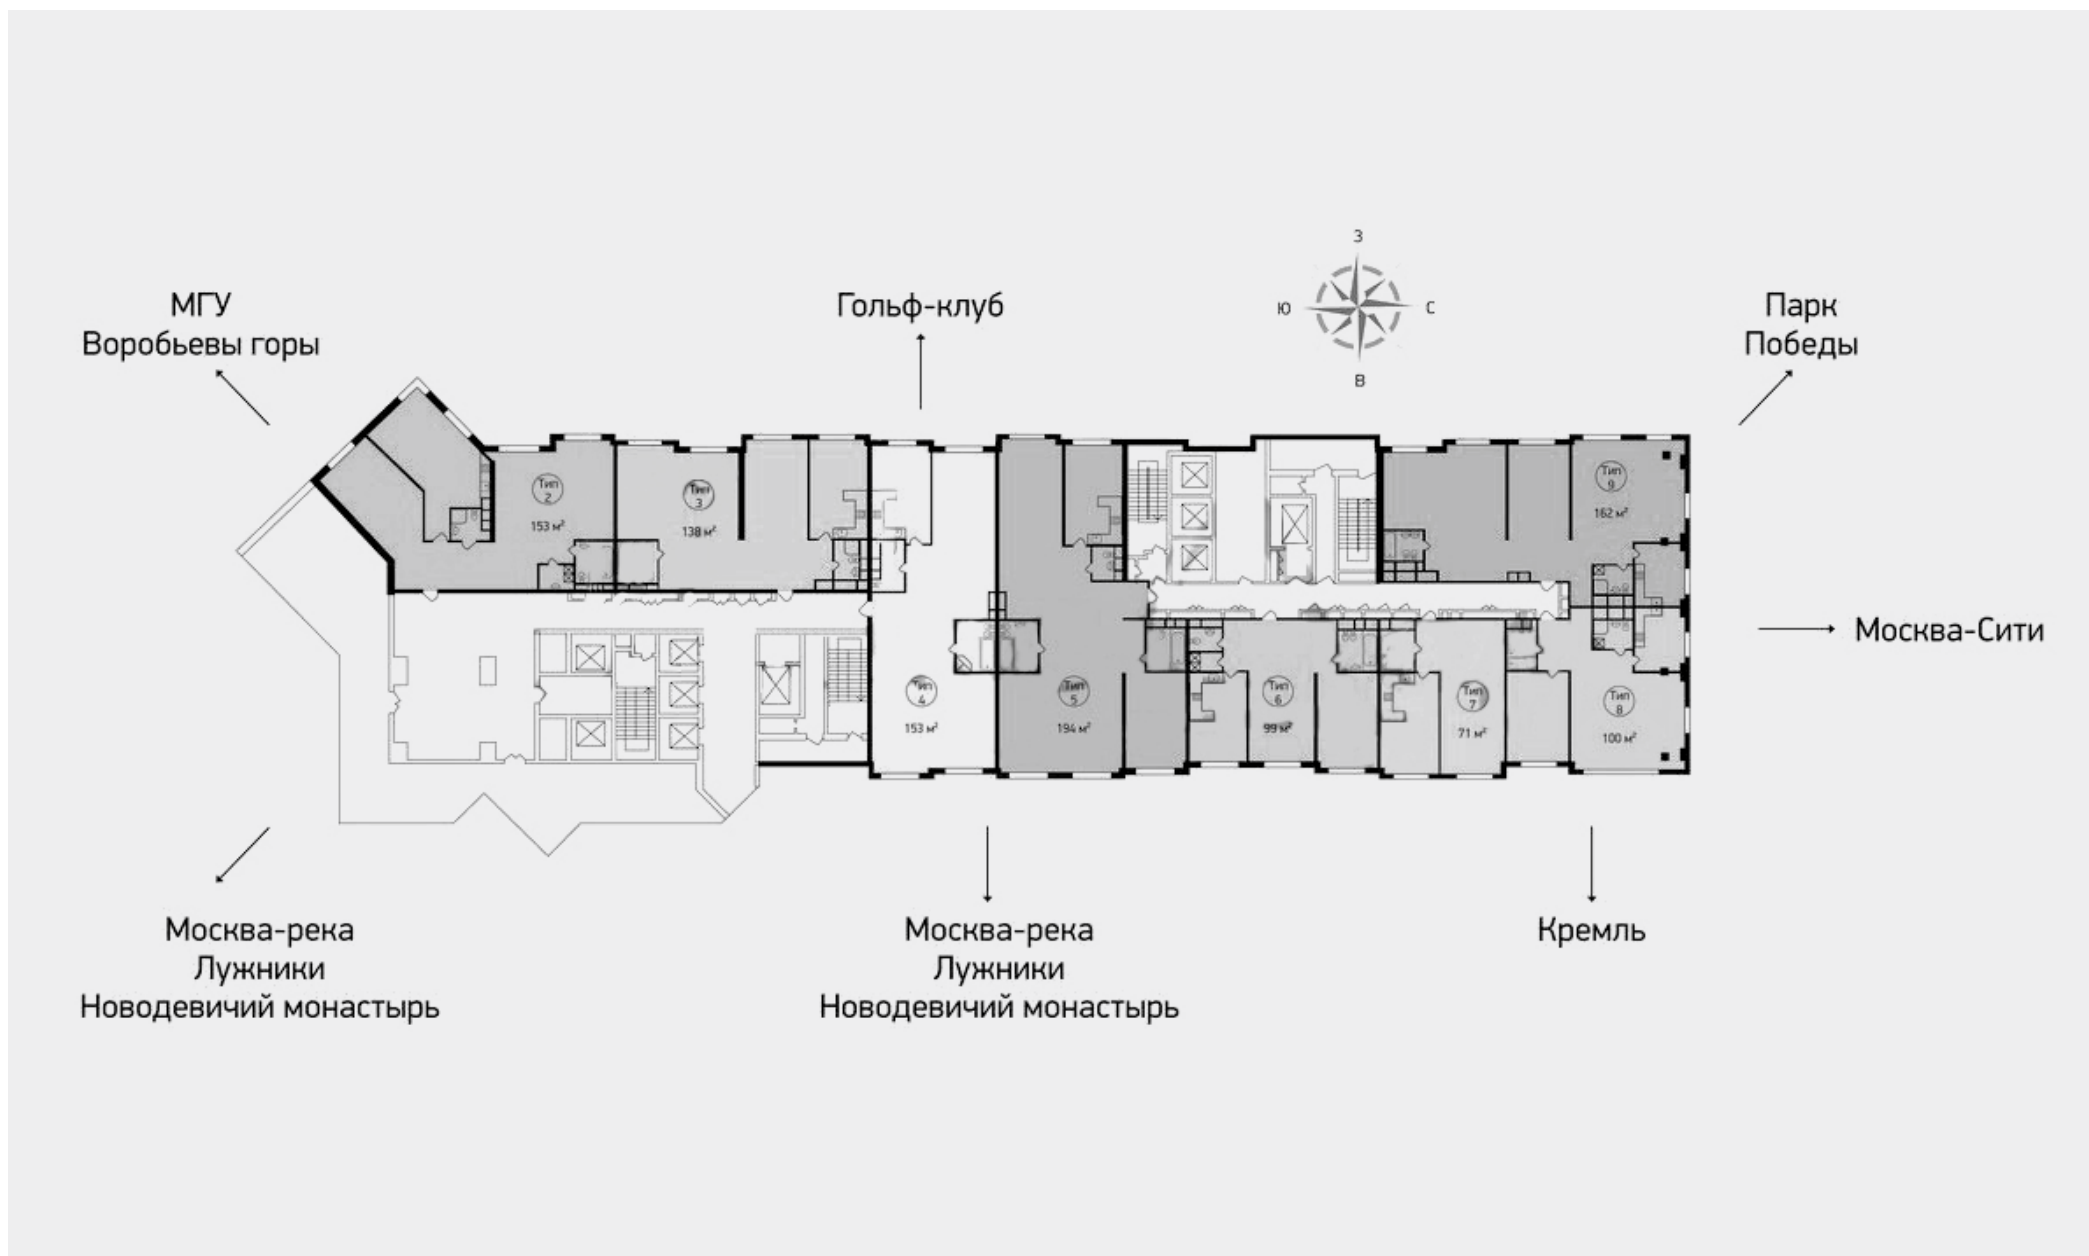 З
Ю
С
В
МГУ
Воробьевы горы
Гольф-клуб
Парк
Победы
Тип
2
153 м²
Тип
3
138 м²
Тип
9
162 м²
Москва-Сити
Тип
4
153 м²
Тип
5
194 м²
Тип
6
99 м²
Тип
7
71 м²
Тип
8
100 м²
Москва-река
Лужники
Новодевичий монастырь
Москва-река
Лужники
Новодевичий монастырь
Кремль